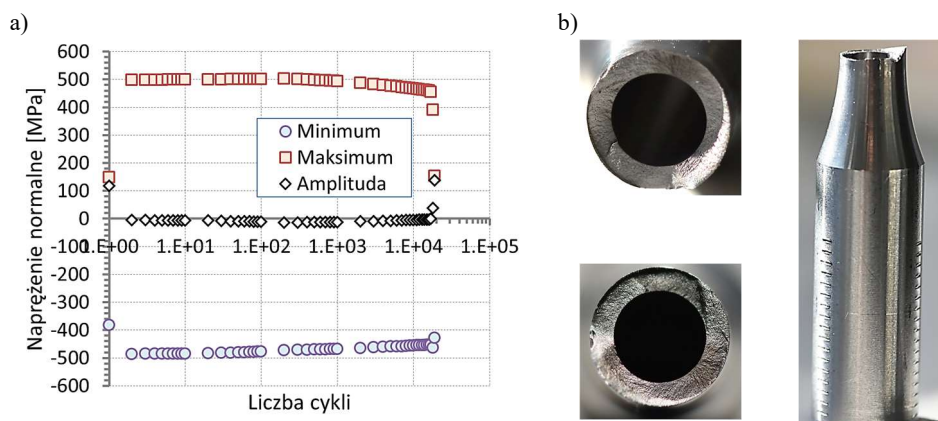 a)
b)
600
500
400
300
200
100
0
-100
-200
-300
-400
-500
-600
Naprężenie normalne [MPa]
Minimum
Maksimum
Amplituda
1.E+00 1.E+01 1.E+02 1.E+03 1.E+04 1.E+05
Liczba cykli